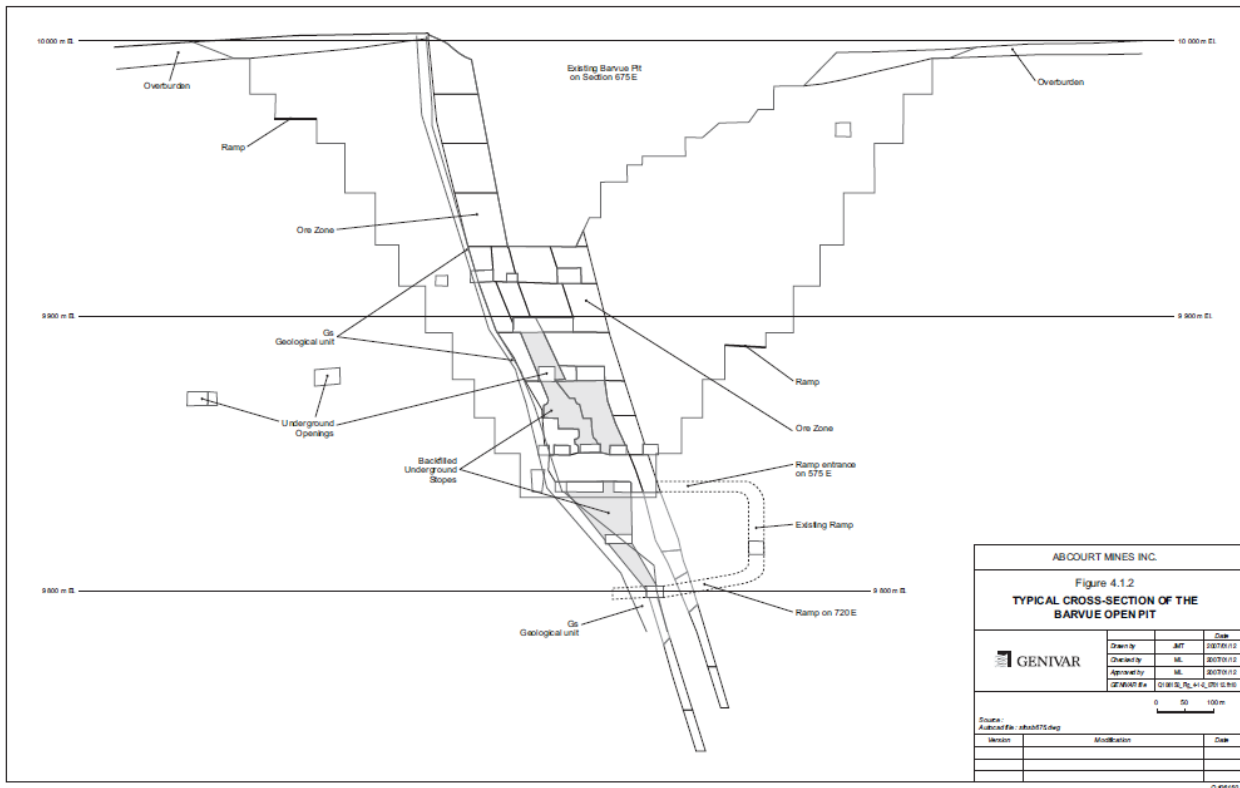 10 000 m El.
10 000 m El.
Existing Barvue Pit
on Section 675 E
Overburden
Overburden
Ramp
Ore Zone
9 900 m El.
9 900 m El.
Gs
Geological unit
Ramp
Underground
Openings
Ore Zone
Backfilled
Underground
Stopes
Ramp entrance
on 575 E
Existing Ramp
9 800 m El.
9 800 m El.
Ramp on 720 E
Gs
Geological unit
ABCOURT MINES INC.
Figure 4.1.2
TYPICAL CROSS-SECTION OF THE
BARVUE OPEN PIT
GENIVAR
Date
Drawn by JMT 2007/01/12
Checked by ML 2007/01/12
Approved by ML 2007/01/12
GENIVAR file
0 50 100 m
Source :
Autocad file :
Version Modification Date